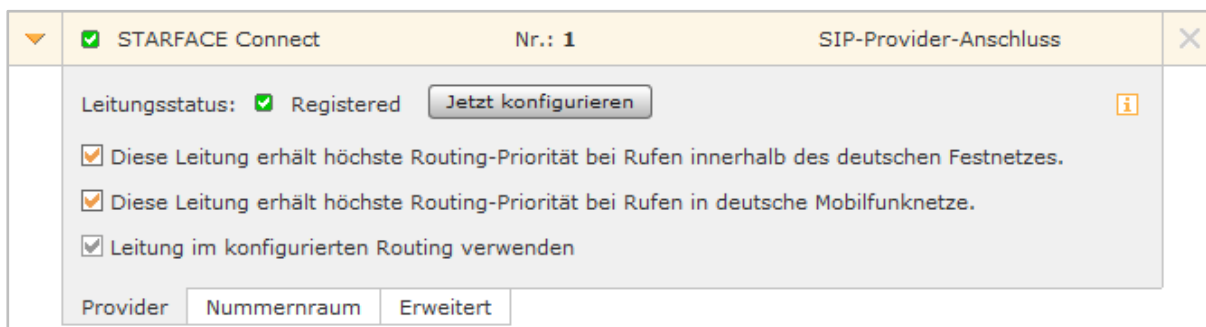 STARFACE Connect Nr.: 1 SIP-Provider-Anschluss
Leitungsstatus: Registered Jetzt konfigurieren
Diese Leitung erhält höchste Routing-Priorität bei Rufen innerhalb des deutschen Festnetzes.
Diese Leitung erhält höchste Routing-Priorität bei Rufen in deutsche Mobilfunknetze.
Leitung im konfigurierten Routing verwenden
Provider Nummernraum Erweitert